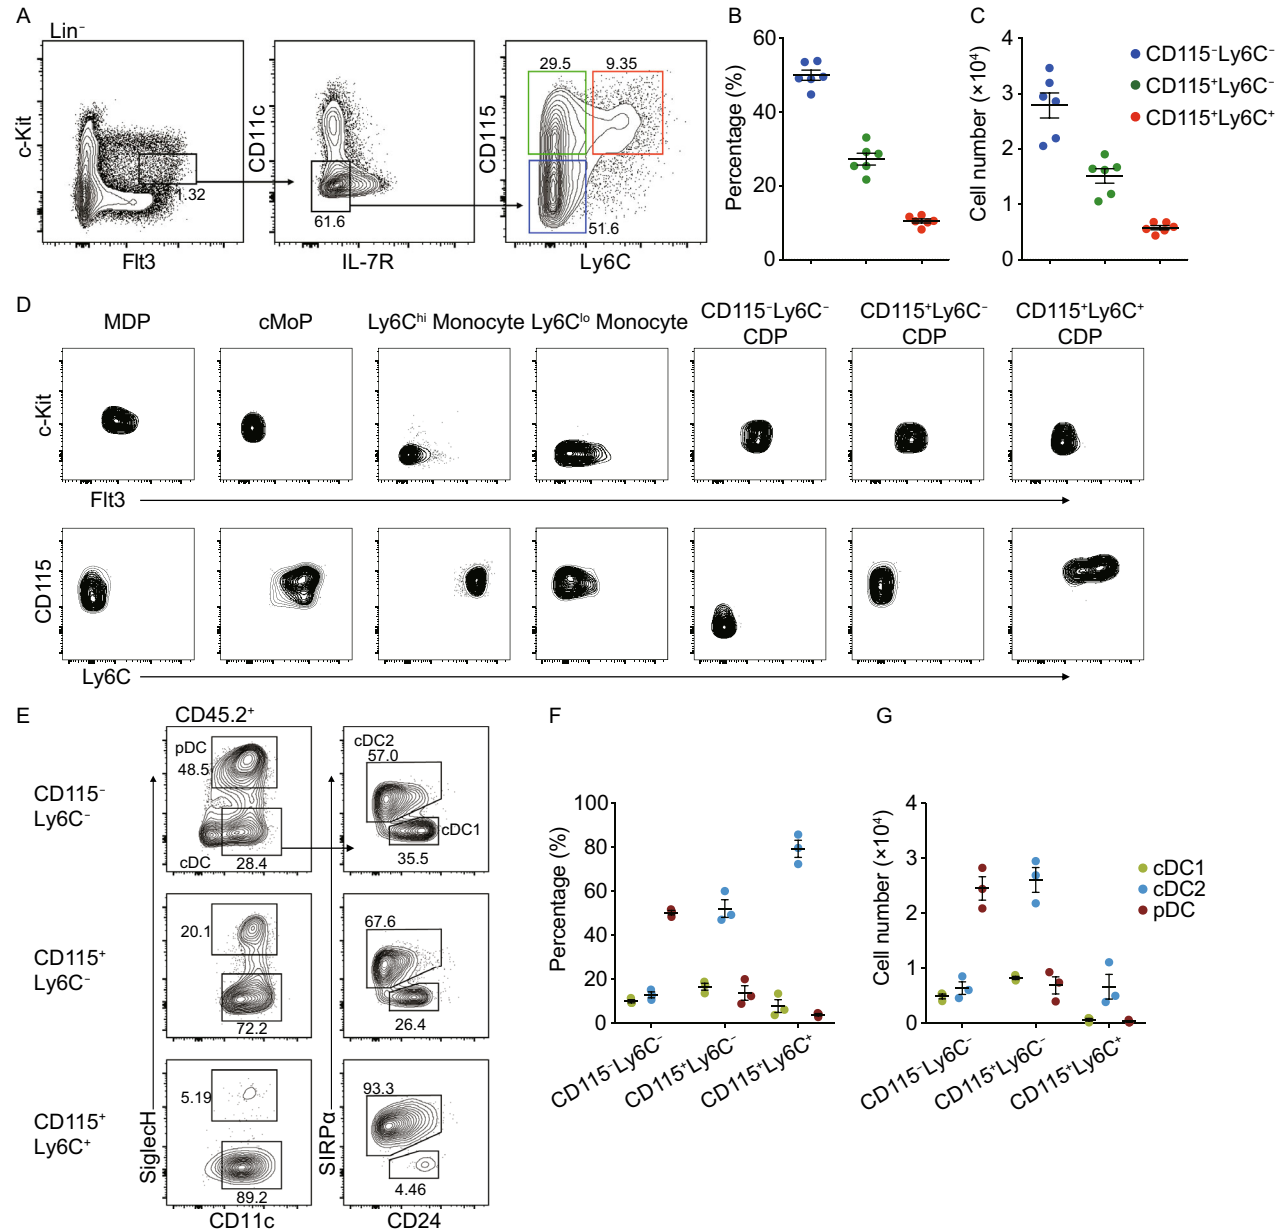 A
Lin⁻
c-Kit
1.32
Flt3
CD11c
61.6
IL-7R
CD115
29.5
9.35
51.6
Ly6C
B
Percentage (%)
60
40
20
0
C
Cell number (×10⁴)
4
3
2
1
0
CD115⁻Ly6C⁻
CD115⁺Ly6C⁻
CD115⁺Ly6C⁺
D
MDP
cMoP
Ly6Cʰⁱ Monocyte
Ly6Cˡᵒ Monocyte
CD115⁻Ly6C⁻
CDP
CD115⁺Ly6C⁻
CDP
CD115⁺Ly6C⁺
CDP
c-Kit
Flt3
CD115
Ly6C
E
CD45.2⁺
CD115⁻
Ly6C⁻
pDC
48.5
cDC
28.4
cDC2
57.0
cDC1
35.5
CD115⁺
Ly6C⁻
20.1
72.2
67.6
26.4
CD115⁺
Ly6C⁺
5.19
89.2
93.3
4.46
SiglecH
CD11c
SIRPα
CD24
F
Percentage (%)
100
80
60
40
20
0
CD115⁻Ly6C⁻
CD115⁺Ly6C⁻
CD115⁺Ly6C⁺
G
Cell number (×10⁴)
4
3
2
1
0
CD115⁻Ly6C⁻
CD115⁺Ly6C⁻
CD115⁺Ly6C⁺
cDC1
cDC2
pDC